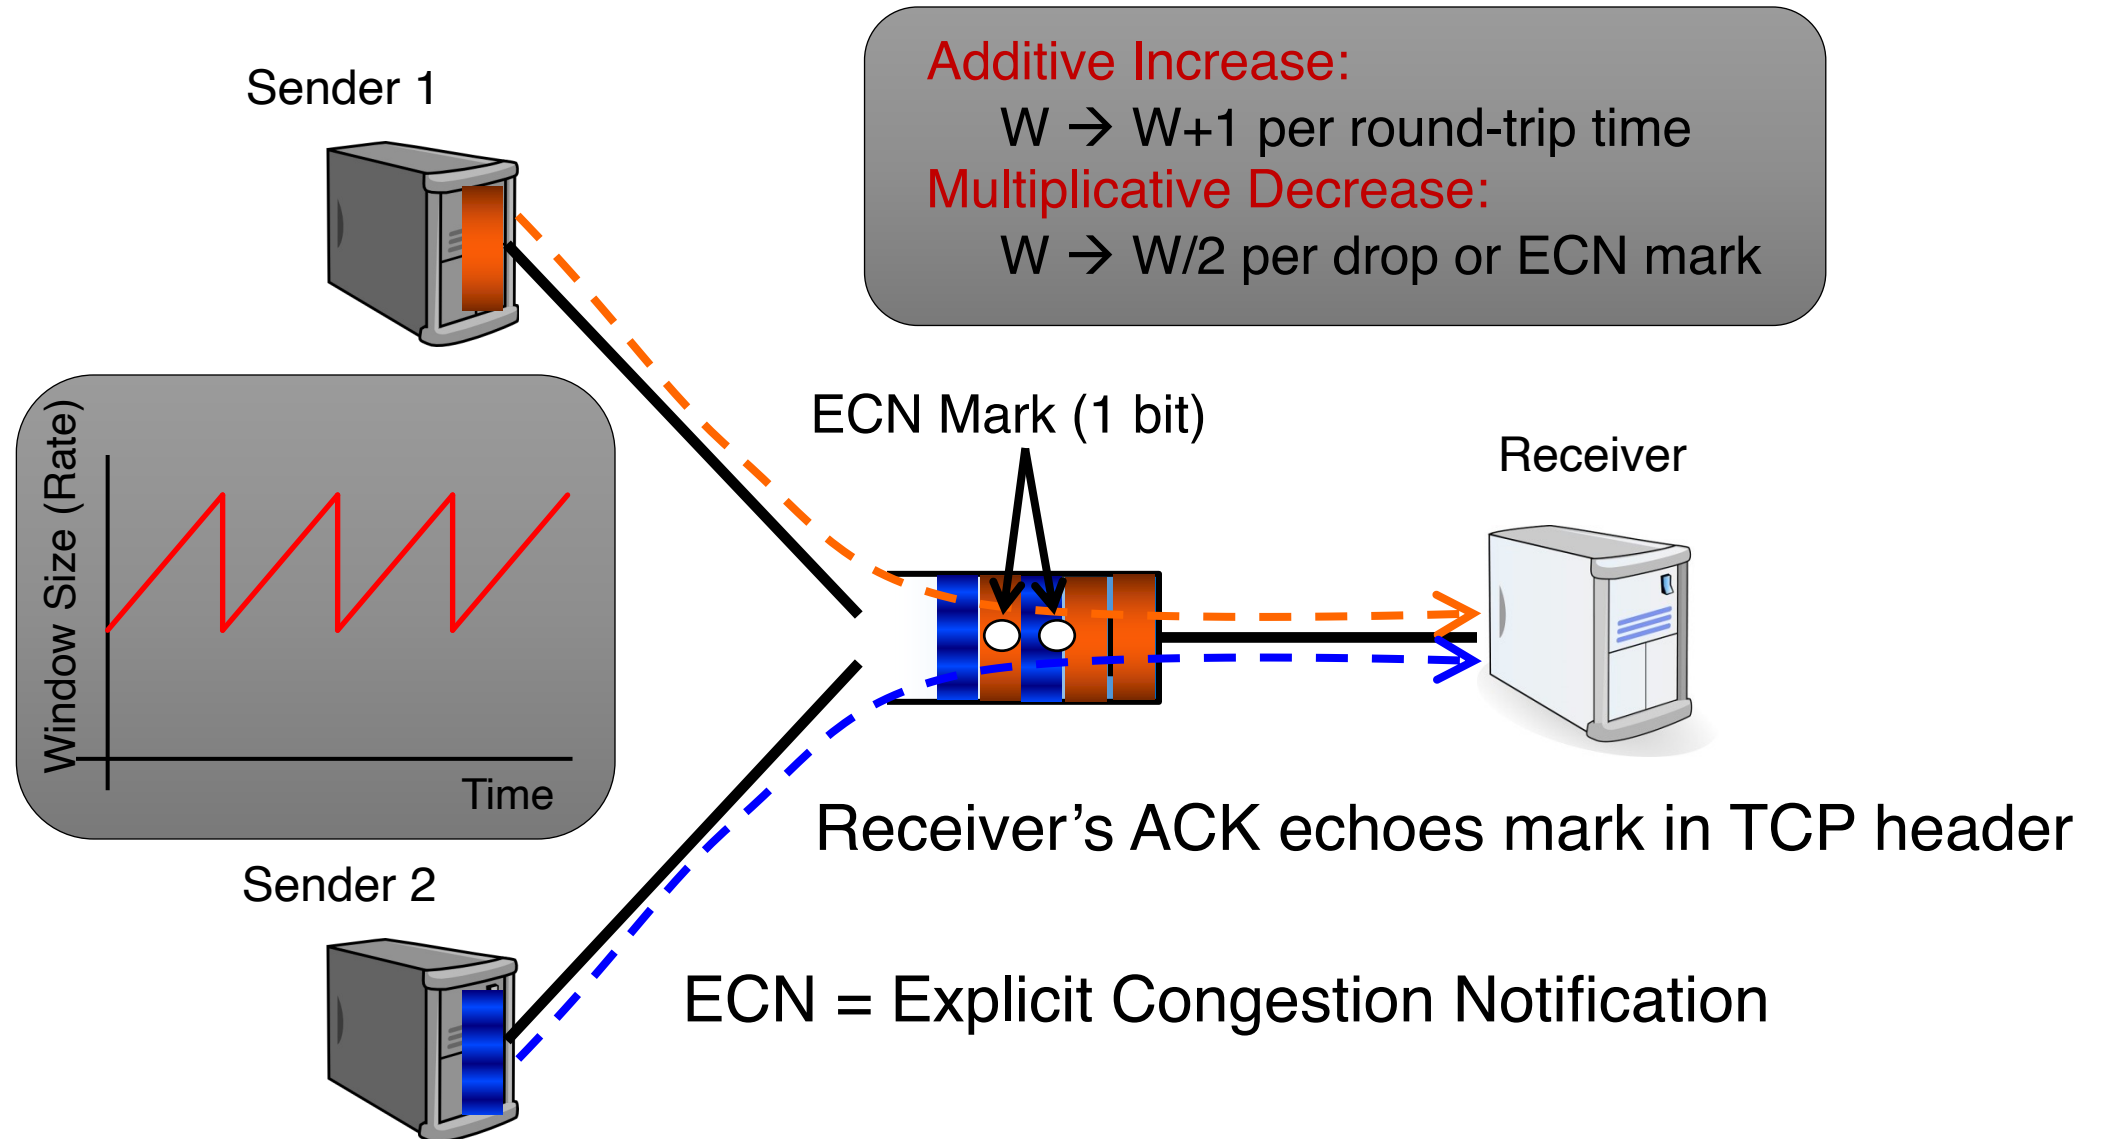 Sender 1
Additive Increase:
W → W+1 per round-trip time
Multiplicative Decrease:
W → W/2 per drop or ECN mark
Window Size (Rate)
Time
ECN Mark (1 bit)
Receiver
Receiver’s ACK echoes mark in TCP header
Sender 2
ECN = Explicit Congestion Notification